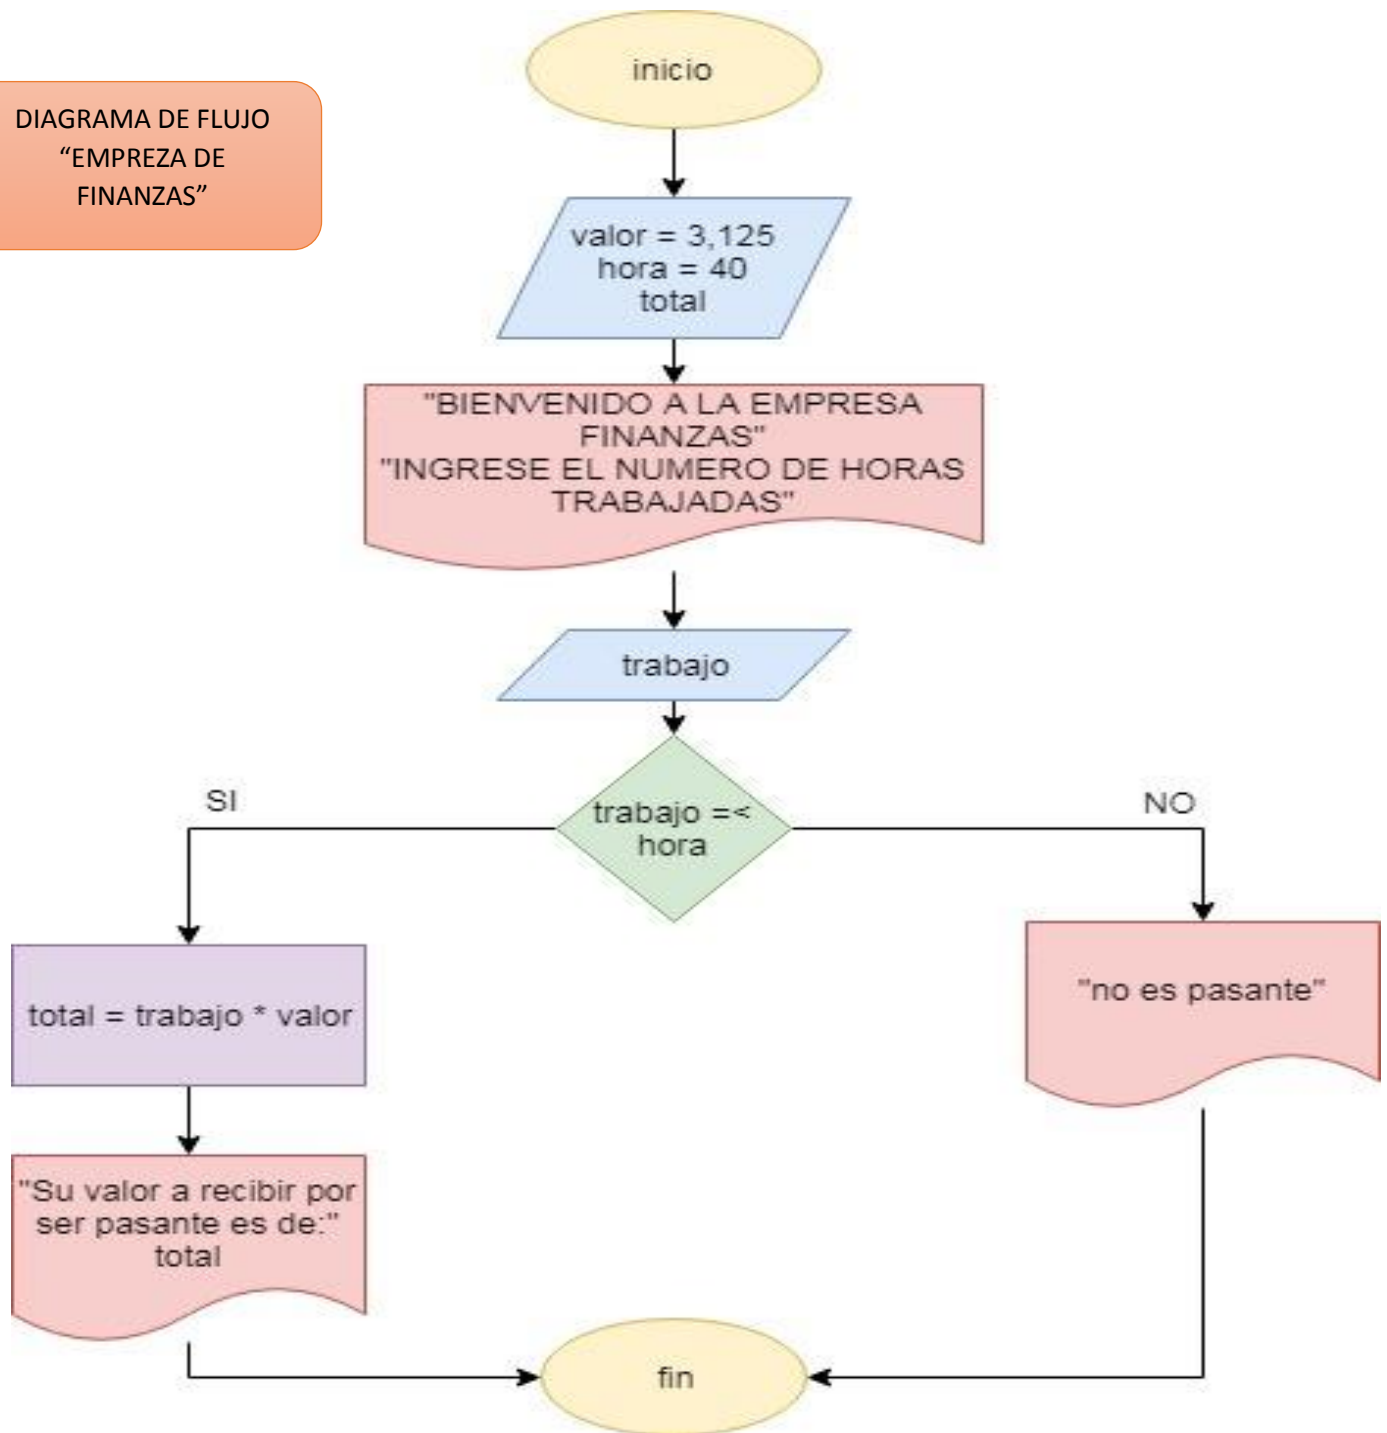 DIAGRAMA DE FLUJO
“EMPREZA DE
FINANZAS”
inicio
valor = 3,125
hora = 40
total
"BIENVENIDO A LA EMPRESA
FINANZAS"
"INGRESE EL NUMERO DE HORAS
TRABAJADAS"
trabajo
trabajo =<
hora
SI
NO
total = trabajo * valor
"no es pasante"
"Su valor a recibir por
ser pasante es de:"
total
fin